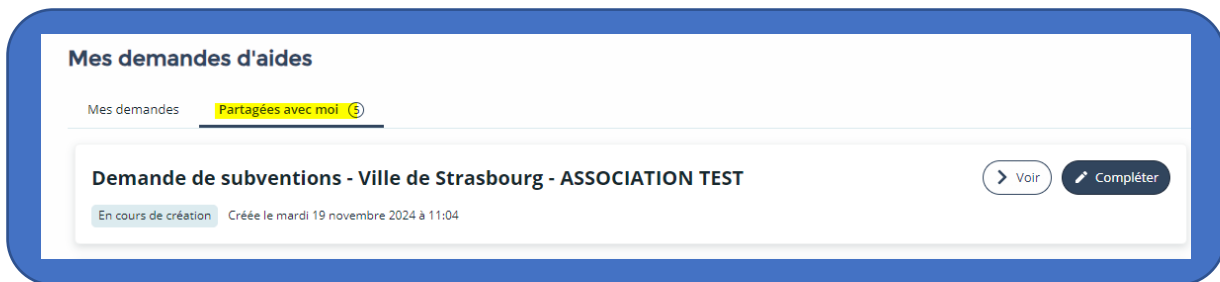 Mes demandes d'aides
Mes demandes Partagées avec moi 5
Demande de subventions - Ville de Strasbourg - ASSOCIATION TEST Voir Compléter
En cours de création Créée le mardi 19 novembre 2024 à 11:04